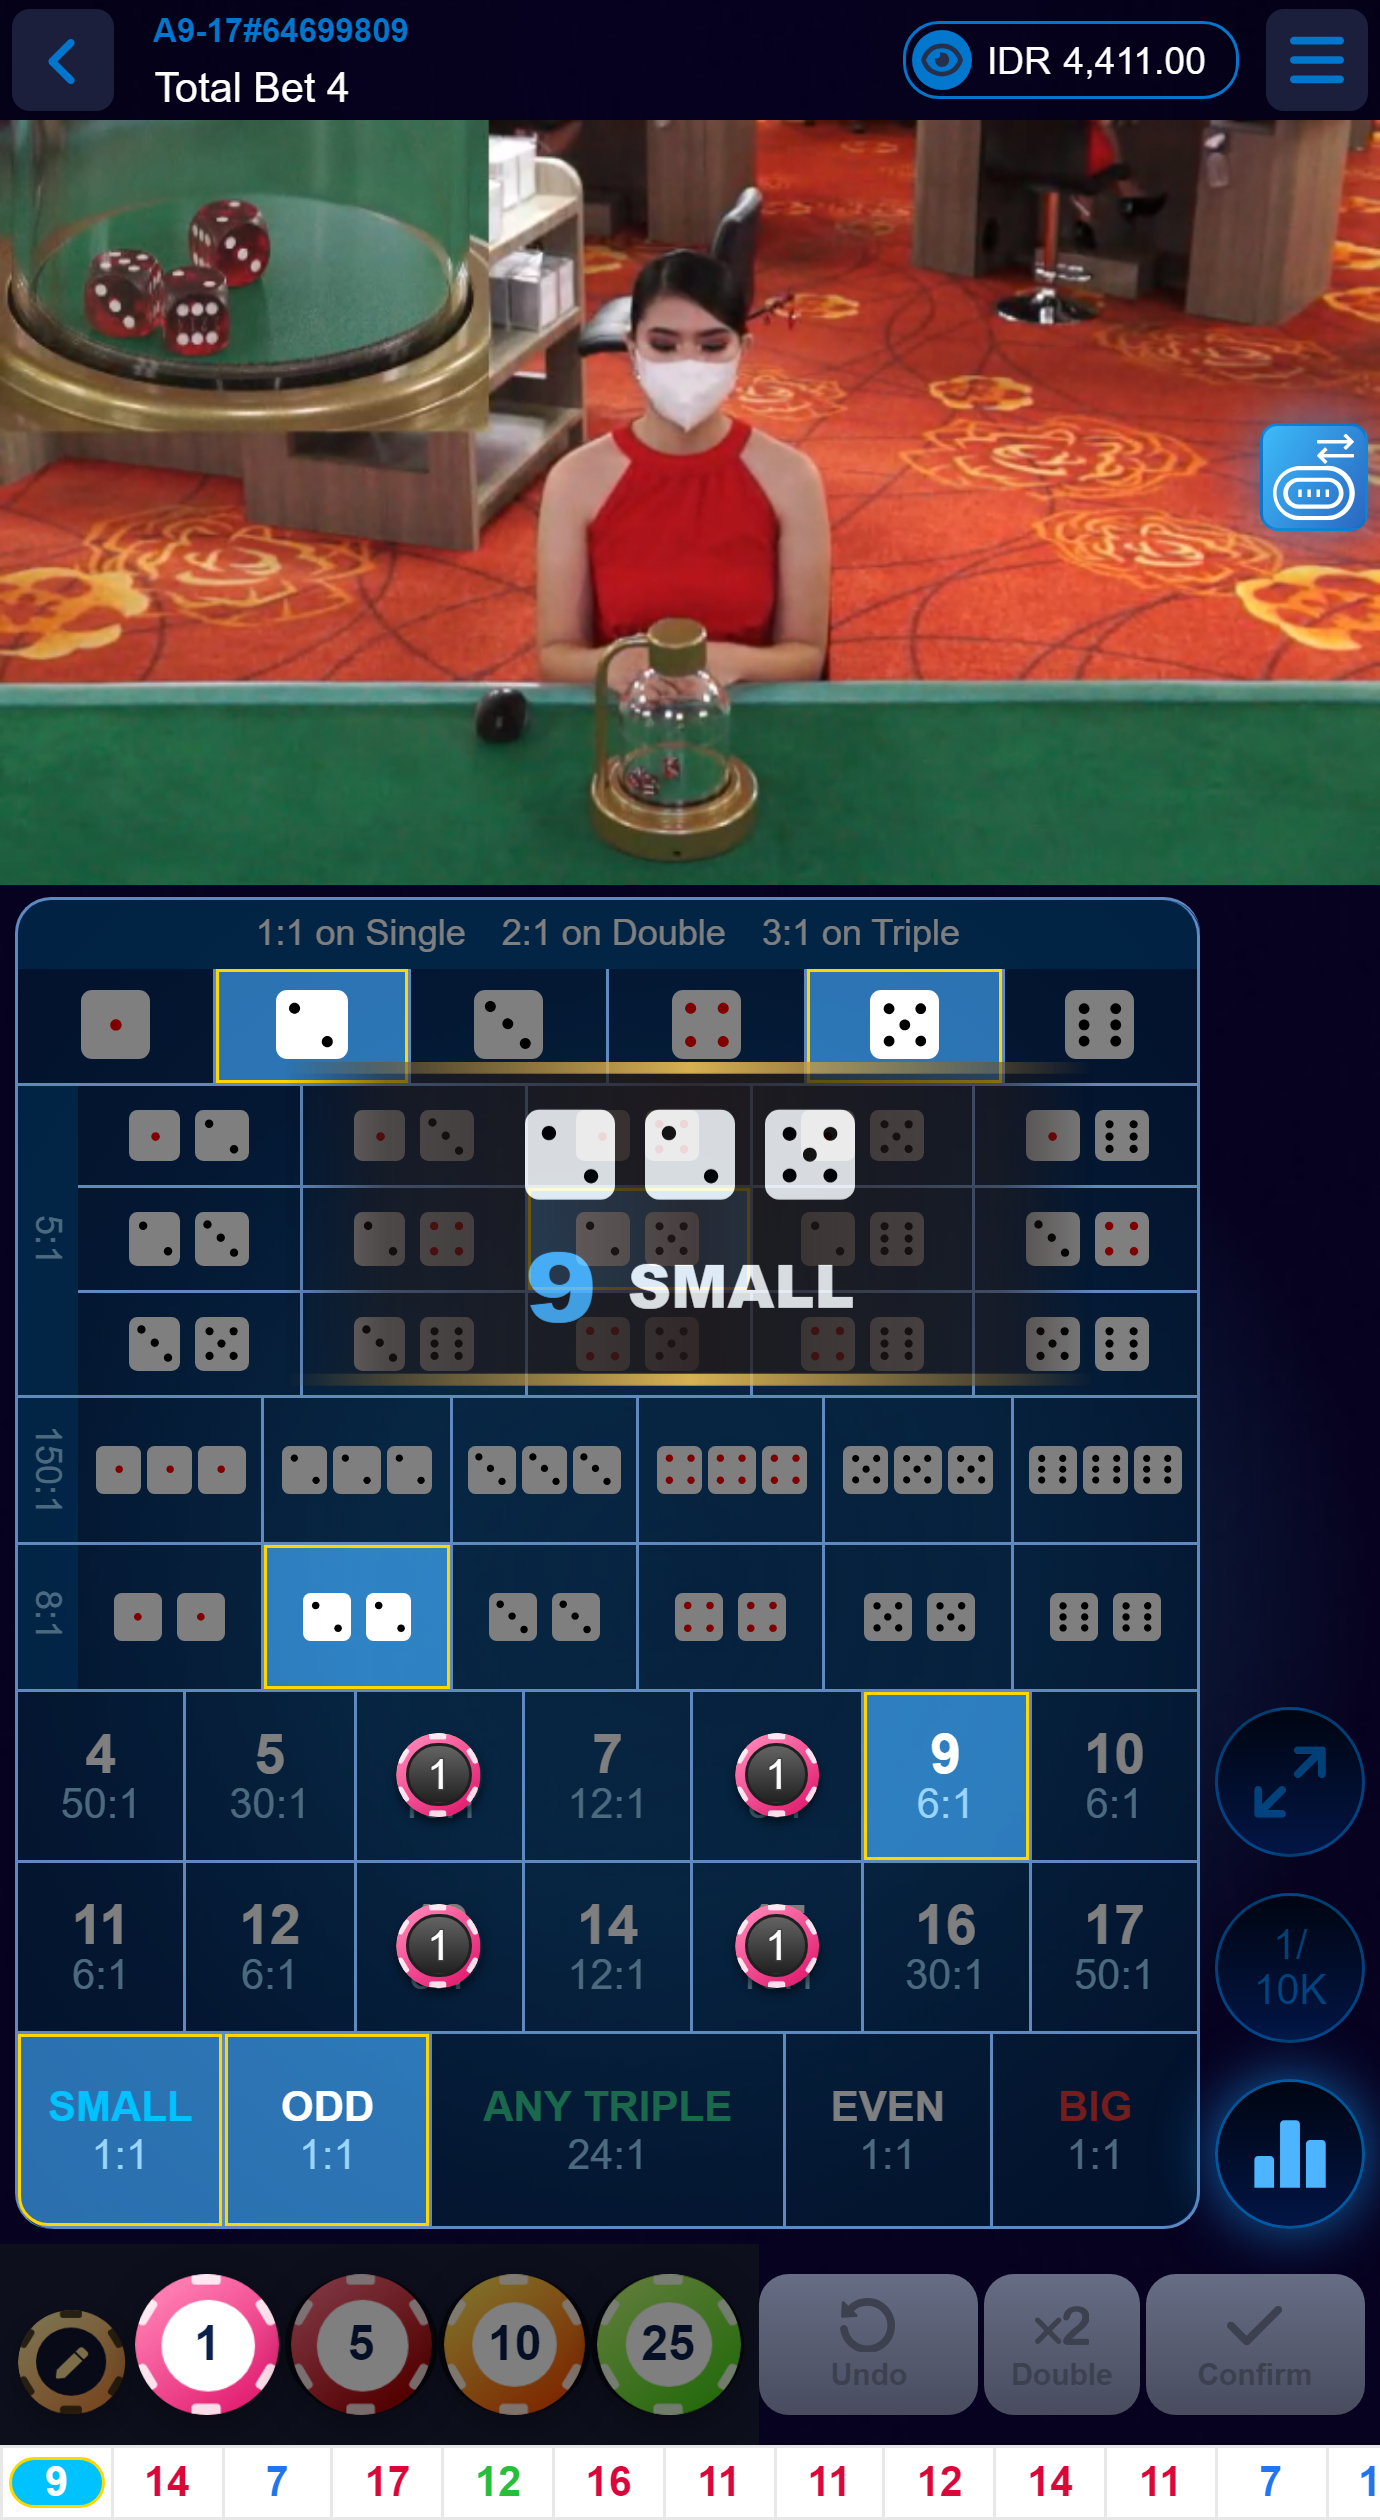 A9-17#64699809
Total Bet 4
IDR 4,411.00
1:1 on Single 2:1 on Double 3:1 on Triple
5:1
9 SMALL
150:1
8:1
4 5 1 7 1 9 10
50:1 30:1 12:1 6:1 6:1
11 12 1 14 1 16 17
6:1 6:1 12:1 30:1 50:1
1/
10K
SMALL ODD ANY TRIPLE EVEN BIG
1:1 1:1 24:1 1:1 1:1
1 5 10 25
x2
Undo Double Confirm
9 14 7 17 12 16 11 11 12 14 11 7